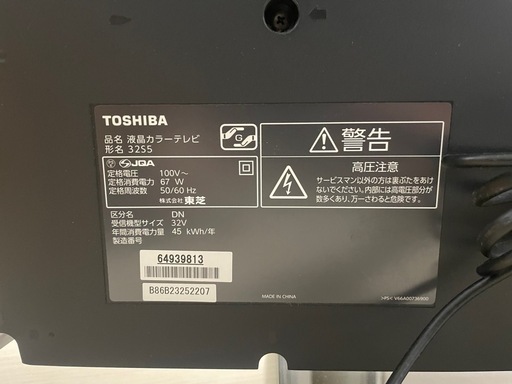 TOSHIBA
品名 液晶カラーテレビ
形名 32S5
JQA
定格電圧 100V～
定格消費電力 67 W
定格周波数 50/60 Hz
株式会社 東芝
区分名 DN
受信機型サイズ 32V
年間消費電力量 45 kWh/年
製造番号
64939813
B86B23252207
G
警告
高圧注意
サービスマン以外の方は裏ぶたをあけ
ないでください。内部には高電圧部分が
数多くあり、万一さわると危険です。
MADE IN CHINA
>PS< V66A00736900